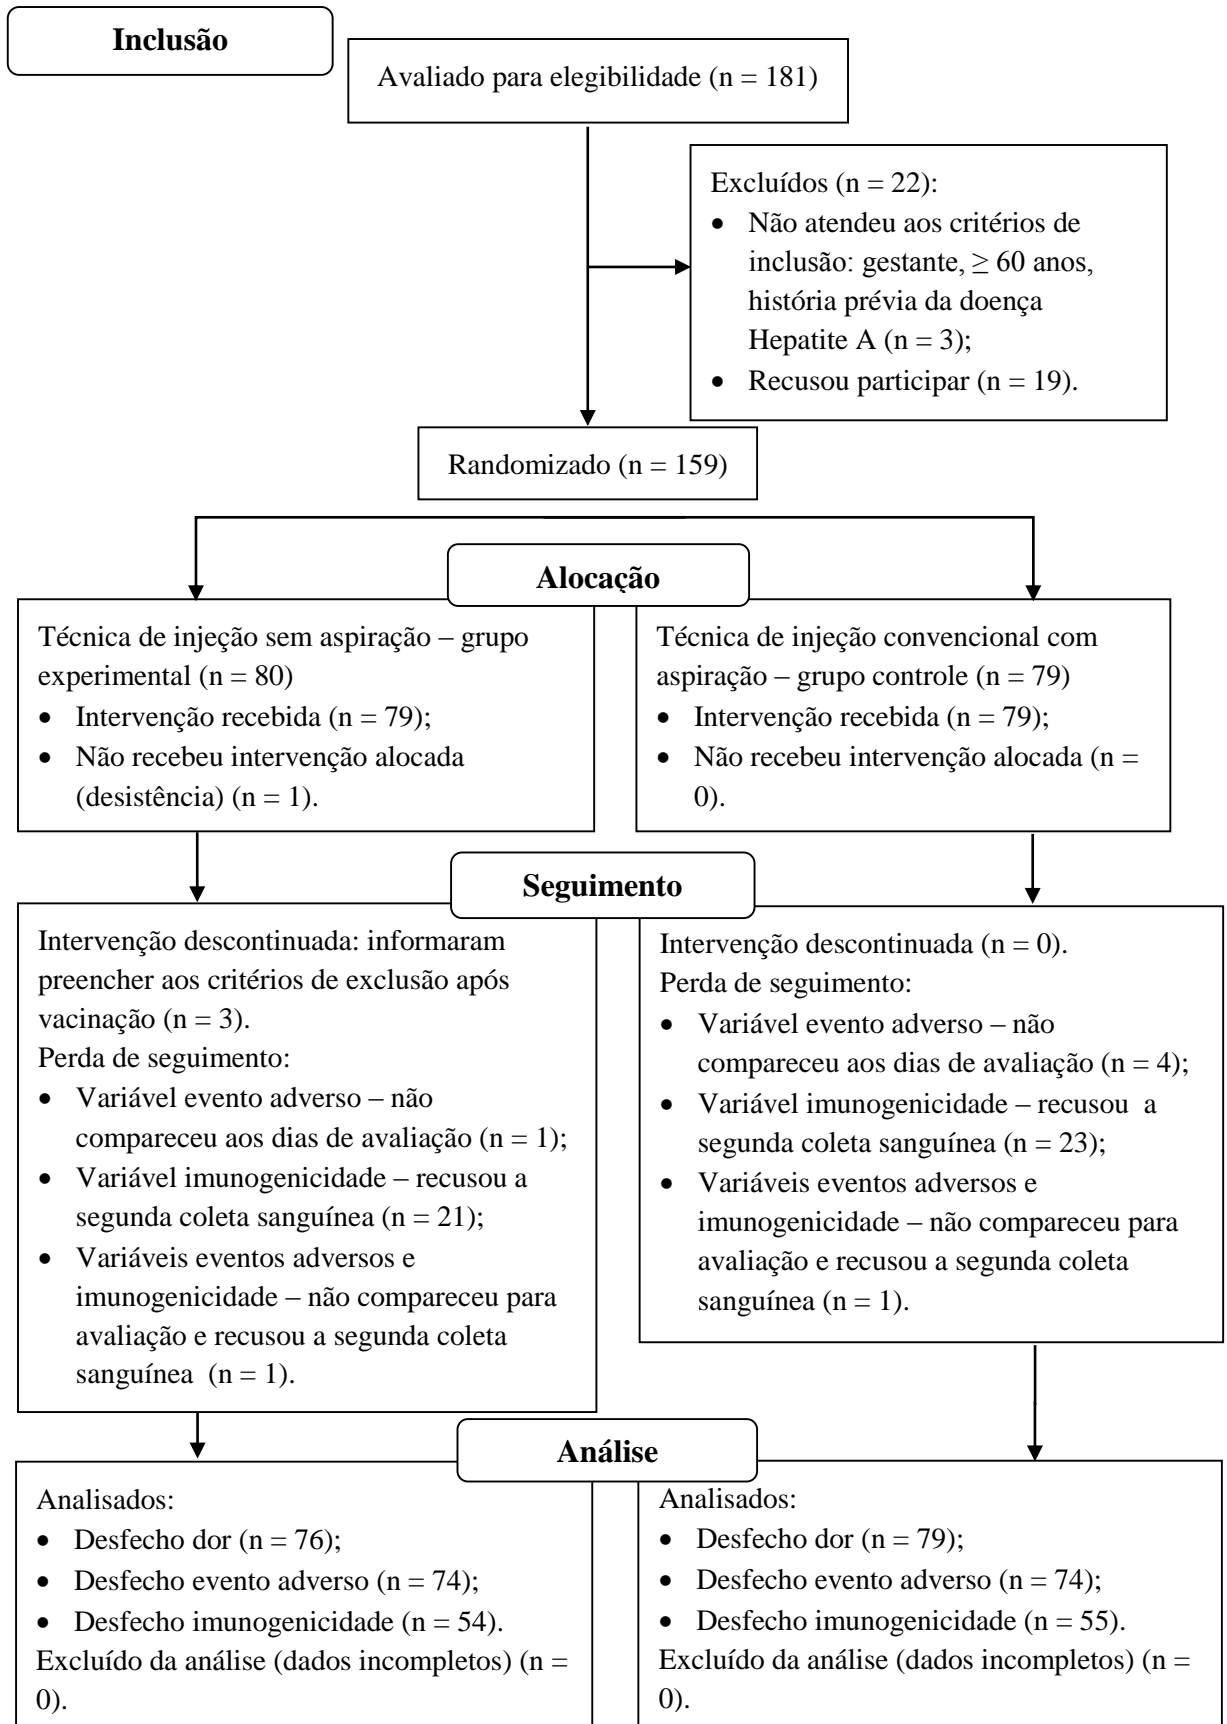 Inclusão
Avaliado para elegibilidade (n = 181)
Excluídos (n = 22):
• Não atendeu aos critérios de
inclusão: gestante, ≥ 60 anos,
história prévia da doença
Hepatite A (n = 3);
• Recusou participar (n = 19).
Randomizado (n = 159)
Alocação
Técnica de injeção sem aspiração – grupo
experimental (n = 80)
• Intervenção recebida (n = 79);
• Não recebeu intervenção alocada
(desistência) (n = 1).
Técnica de injeção convencional com
aspiração – grupo controle (n = 79)
• Intervenção recebida (n = 79);
• Não recebeu intervenção alocada (n =
0).
Seguimento
Intervenção descontinuada: informaram
preencher aos critérios de exclusão após
vacinação (n = 3).
Perda de seguimento:
• Variável evento adverso – não
compareceu aos dias de avaliação (n = 1);
• Variável imunogenicidade – recusou a
segunda coleta sanguínea (n = 21);
• Variáveis eventos adversos e
imunogenicidade – não compareceu para
avaliação e recusou a segunda coleta
sanguínea (n = 1).
Intervenção descontinuada (n = 0).
Perda de seguimento:
• Variável evento adverso – não
compareceu aos dias de avaliação (n = 4);
• Variável imunogenicidade – recusou a
segunda coleta sanguínea (n = 23);
• Variáveis eventos adversos e
imunogenicidade – não compareceu para
avaliação e recusou a segunda coleta
sanguínea (n = 1).
Análise
Analisados:
• Desfecho dor (n = 76);
• Desfecho evento adverso (n = 74);
• Desfecho imunogenicidade (n = 54).
Excluído da análise (dados incompletos) (n =
0).
Analisados:
• Desfecho dor (n = 79);
• Desfecho evento adverso (n = 74);
• Desfecho imunogenicidade (n = 55).
Excluído da análise (dados incompletos) (n =
0).